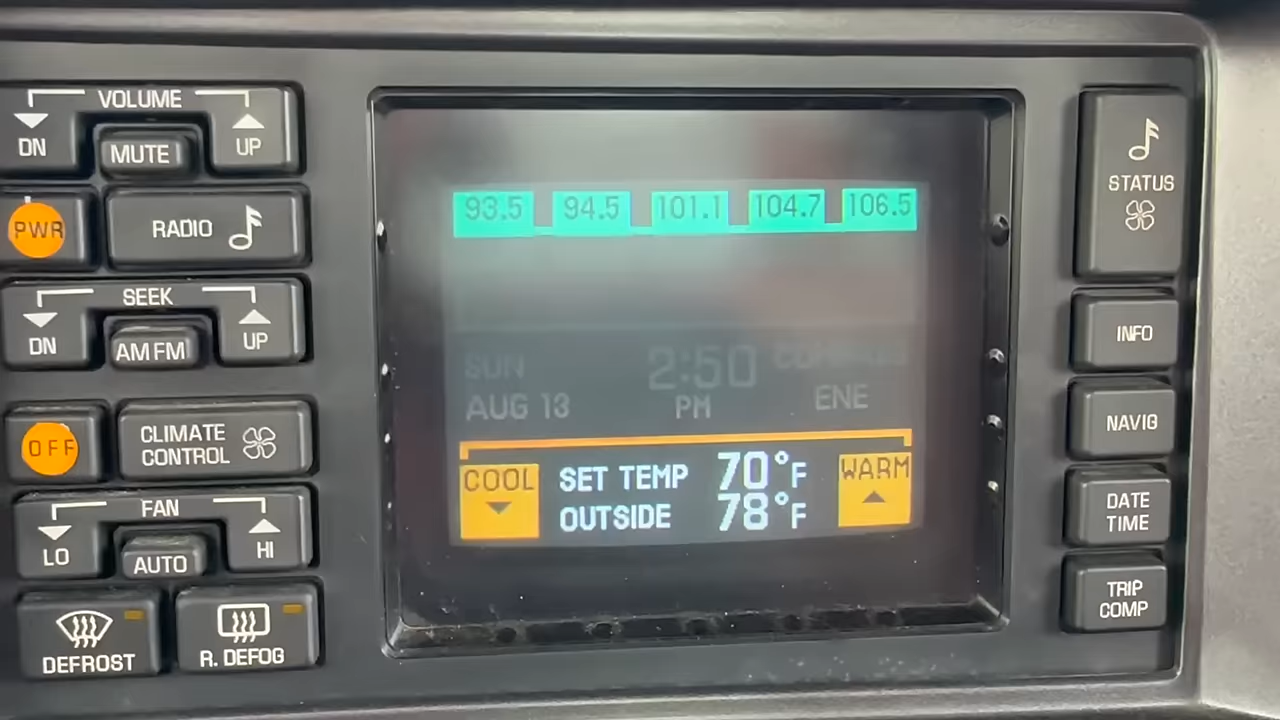 VOLUME
DN MUTE UP
PWR RADIO
SEEK
DN AM FM UP
OFF CLIMATE CONTROL
FAN
LO AUTO HI
DEFROST R. DEFOG
93.5 94.5 101.1 104.7 106.5
SUN 2:50 COMPASS
AUG 13 PM ENE
COOL SET TEMP 70°F WARM
OUTSIDE 78°F
STATUS
INFO
NAVIG
DATE
TIME
TRIP
COMP